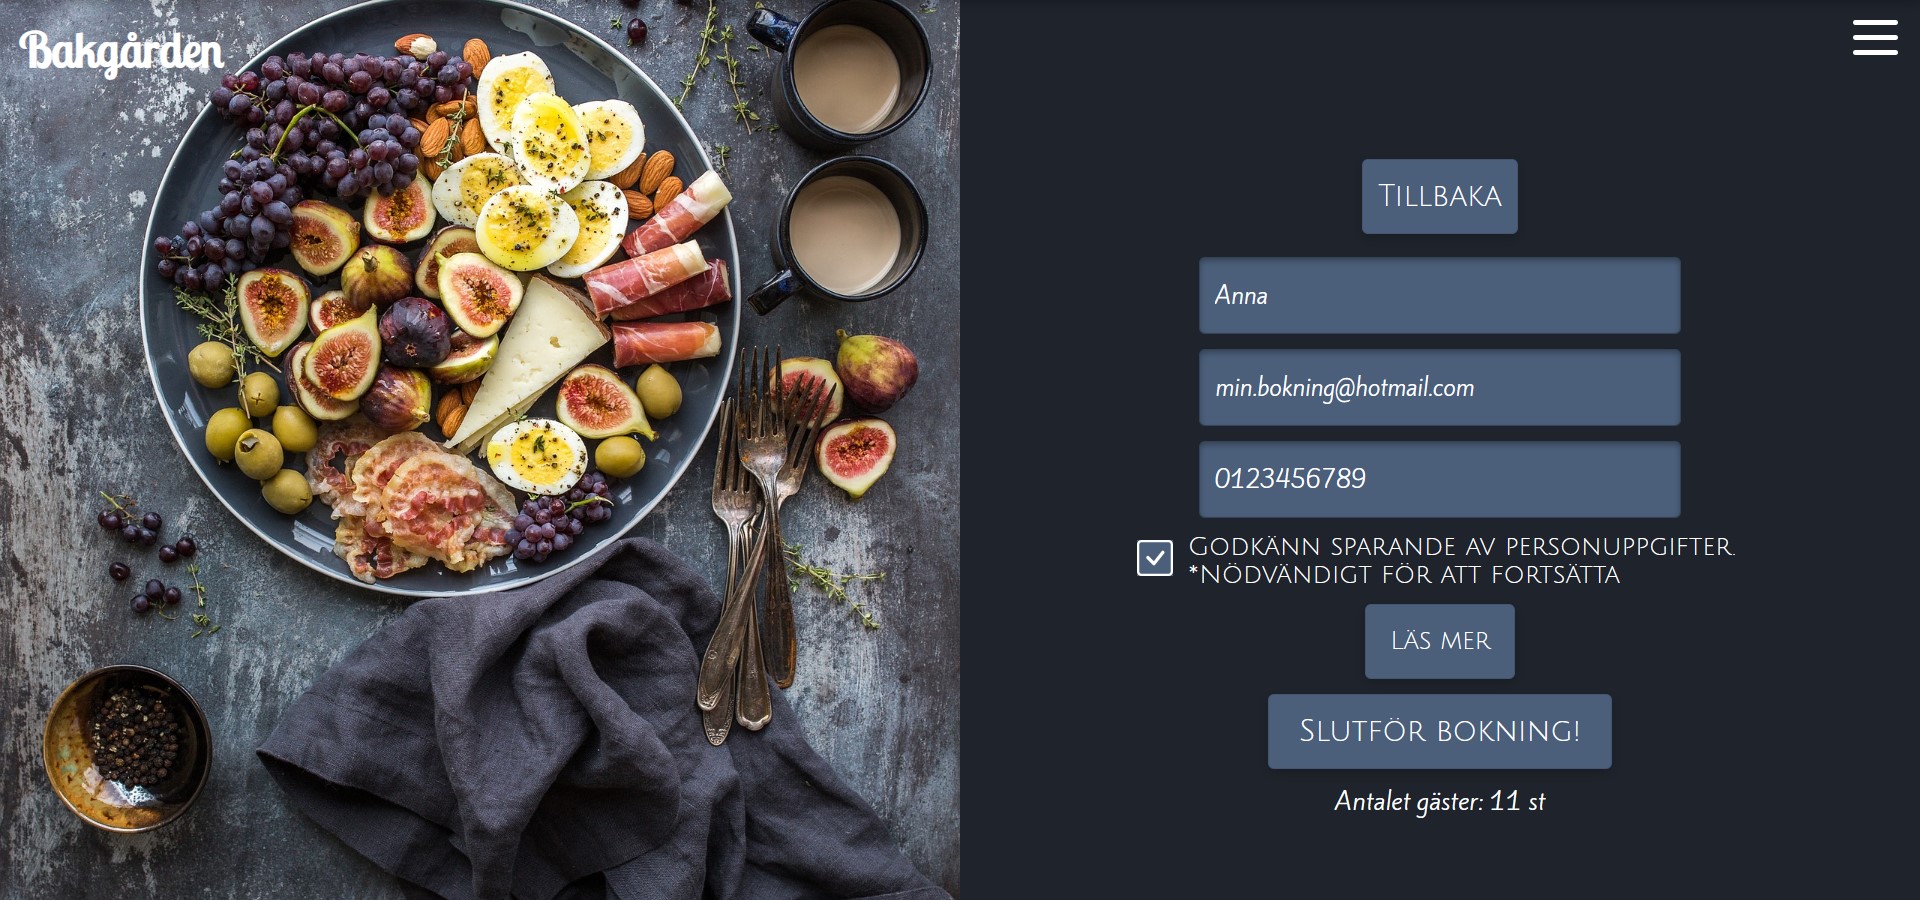 Bakgården
Tillbaka
Anna
min.bokning@hotmail.com
0123456789
Godkänn sparande av personuppgifter.
*Nödvändigt för att fortsätta
Läs mer
Slutför bokning!
Antalet gäster: 11 st